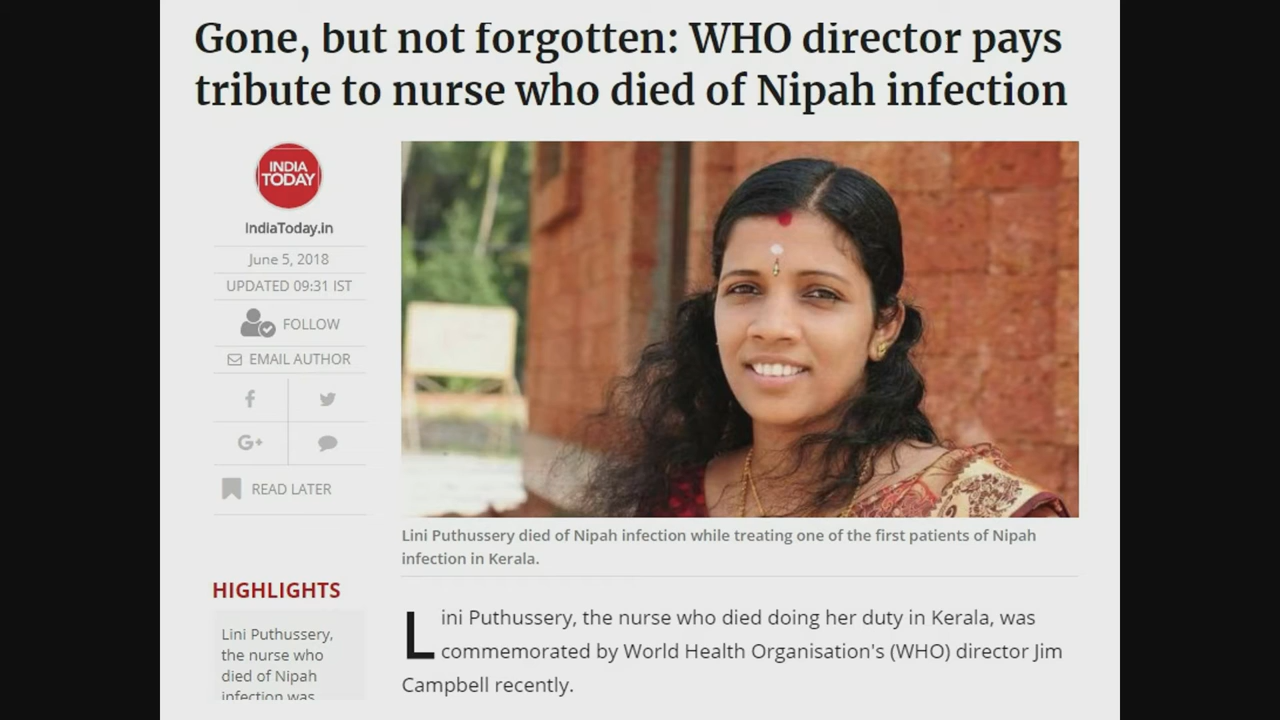 Gone, but not forgotten: WHO director pays
tribute to nurse who died of Nipah infection
INDIA
TODAY
IndiaToday.in
June 5, 2018
UPDATED 09:31 IST
FOLLOW
EMAIL AUTHOR
G+
READ LATER
HIGHLIGHTS
Lini Puthussery,
the nurse who
died of Nipah
infection was
Lini Puthussery died of Nipah infection while treating one of the first patients of Nipah
infection in Kerala.
Lini Puthussery, the nurse who died doing her duty in Kerala, was
commemorated by World Health Organisation's (WHO) director Jim
Campbell recently.